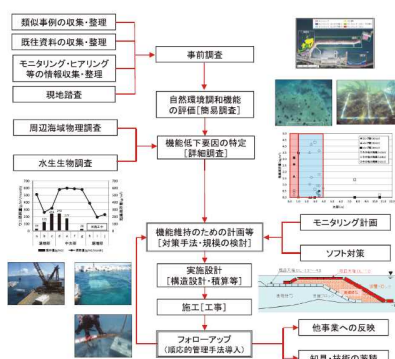 類似事例の収集・整理
既往資料の収集・整理
モニタリング・ヒアリング
等の情報収集・整理
現地踏査
事前調査
自然環境調和機能
の評価[簡易調査]
周辺海域物理調査
水生生物調査
機能低下要因の特定
[詳細調査]
機能維持のための計画等
[対策手法・規模の検討]
モニタリング計画
ソフト対策
実施設計
[構造設計・積算等]
施工[工事]
フォローアップ
(順応的管理手法導入)
他事業への反映
知見・技術の蓄積